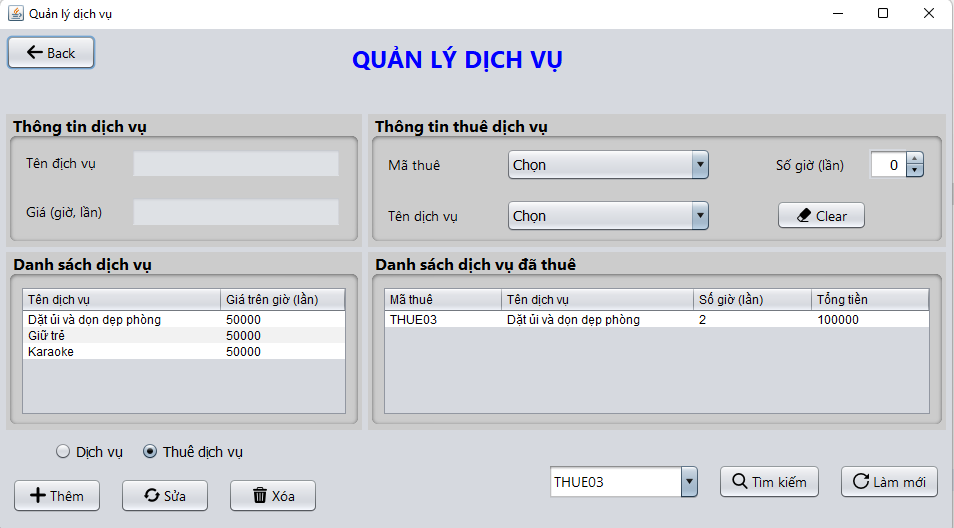 Quản lý dịch vụ
Back
QUẢN LÝ DỊCH VỤ
Thông tin dịch vụ
Tên địch vụ
Giá (giờ, lần)
Thông tin thuê dịch vụ
Mã thuê
Chọn
Số giờ (lần)
0
Tên dịch vụ
Chọn
Clear
Danh sách dịch vụ
Tên dịch vụ Giá trên giờ (lần)
Dặt ủi và dọn dẹp phòng 50000
Giữ trẻ 50000
Karaoke 50000
Danh sách dịch vụ đã thuê
Mã thuê Tên dịch vụ Số giờ (lần) Tổng tiền
THUE03 Dặt ủi và dọn dẹp phòng 2 100000
Dịch vụ
Thuê dịch vụ
Thêm
Sửa
Xóa
THUE03
Tìm kiếm
Làm mới